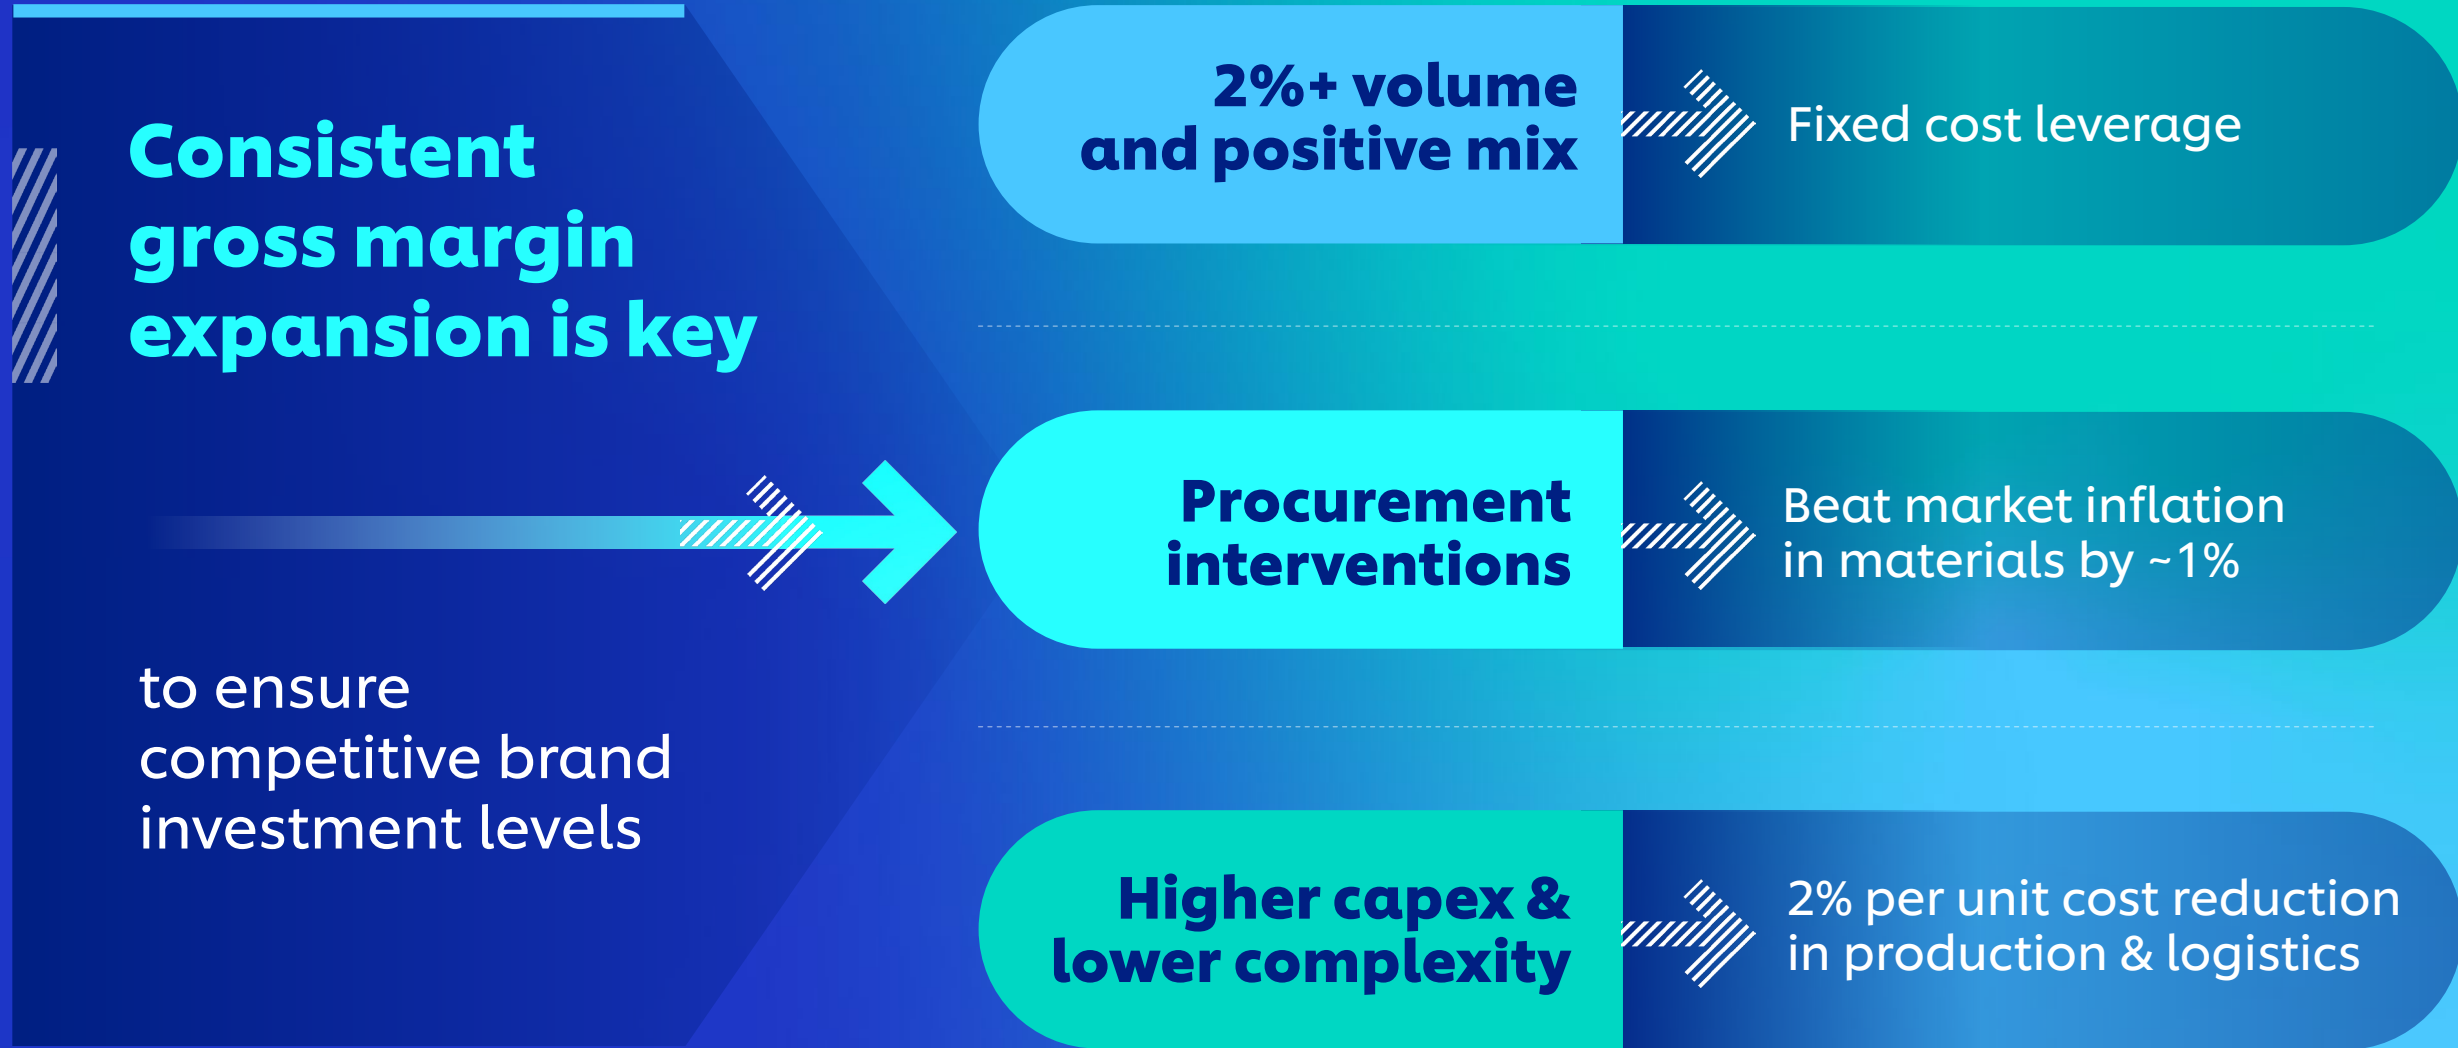 Consistent
gross margin
expansion is key
to ensure
competitive brand
investment levels
2%+ volume
and positive mix
Fixed cost leverage
Procurement
interventions
Beat market inflation
in materials by ~1%
Higher capex &
lower complexity
2% per unit cost reduction
in production & logistics